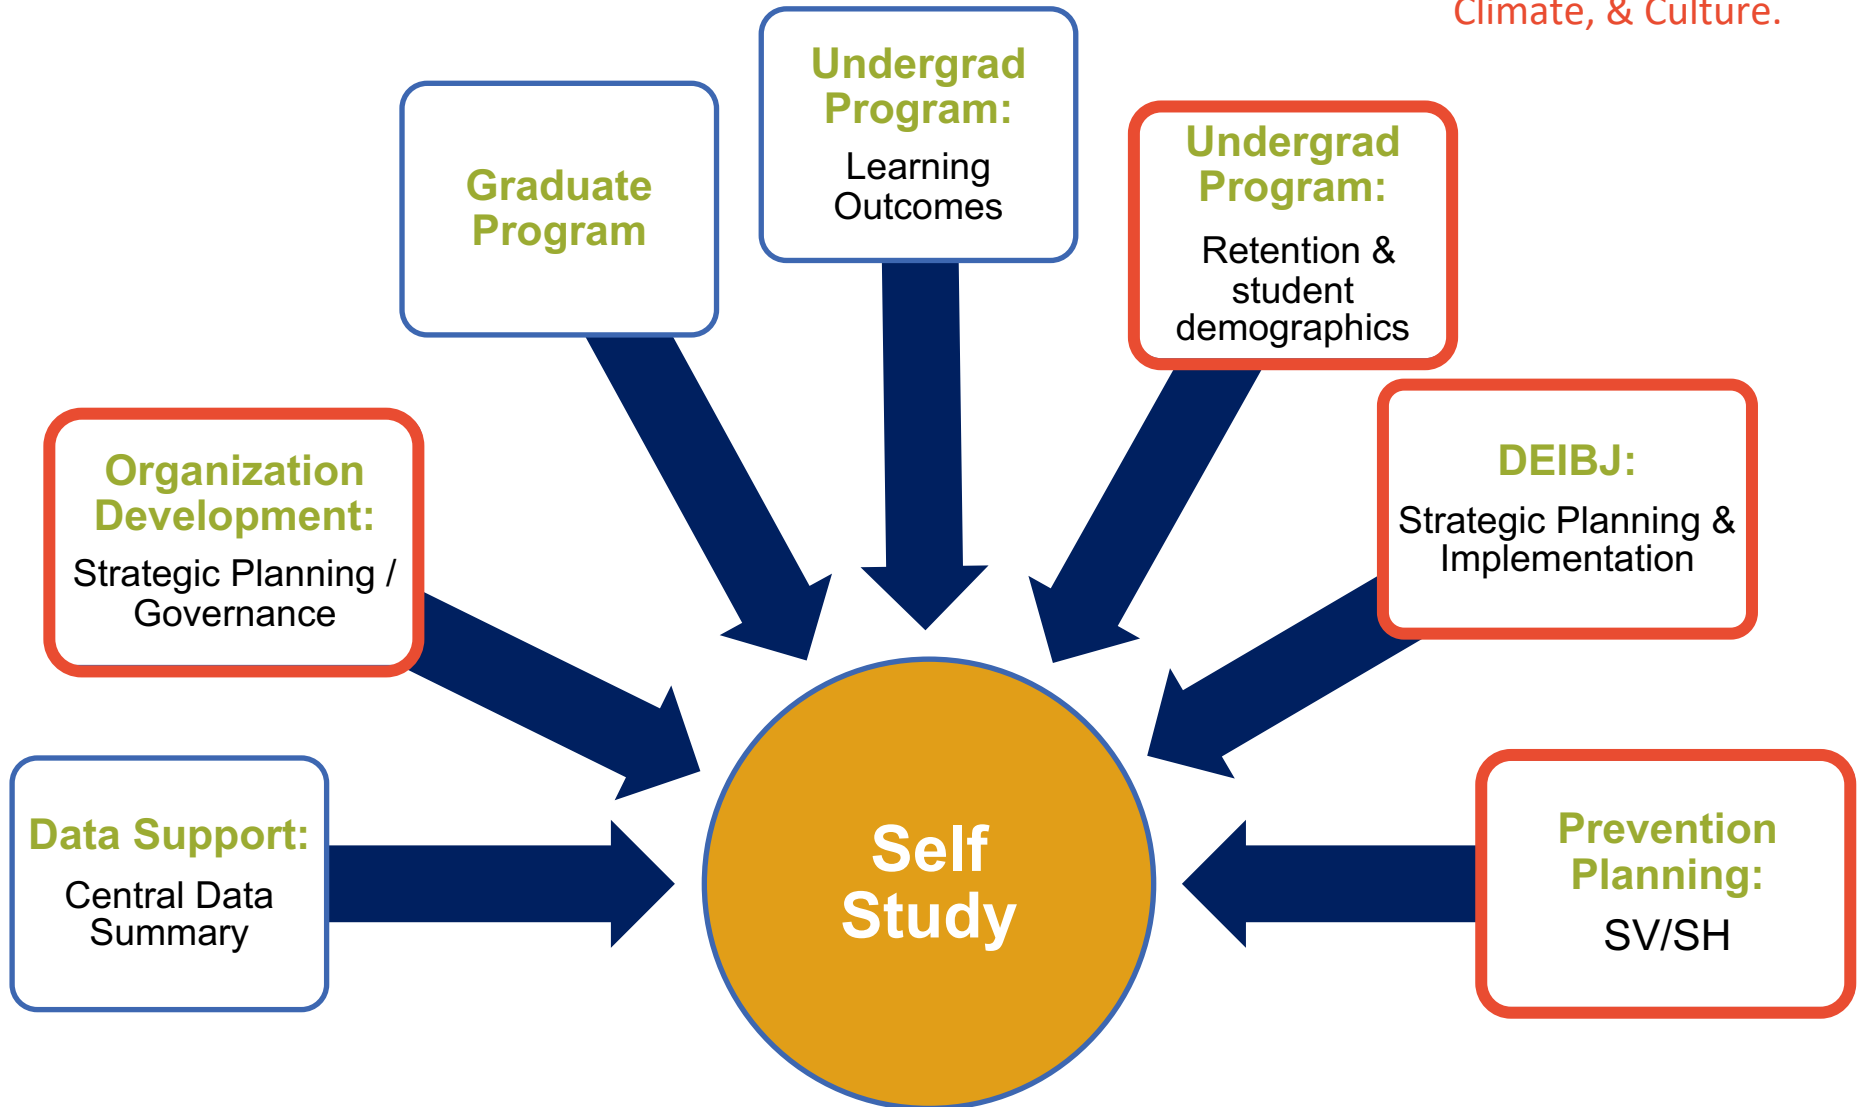 Climate, & Culture.
Undergrad
Program:
Learning
Outcomes
Graduate
Program
Undergrad
Program:
Retention &
student
demographics
Organization
Development:
Strategic Planning /
Governance
DEIBJ:
Strategic Planning &
Implementation
Data Support:
Central Data
Summary
Prevention
Planning:
SV/SH
Self
Study